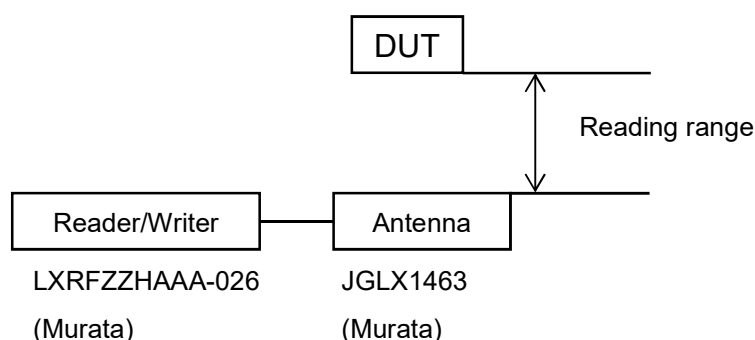 DUT
Reading range
Reader/Writer
Antenna
LXRFZZHAAA-026
JGLX1463
(Murata)
(Murata)